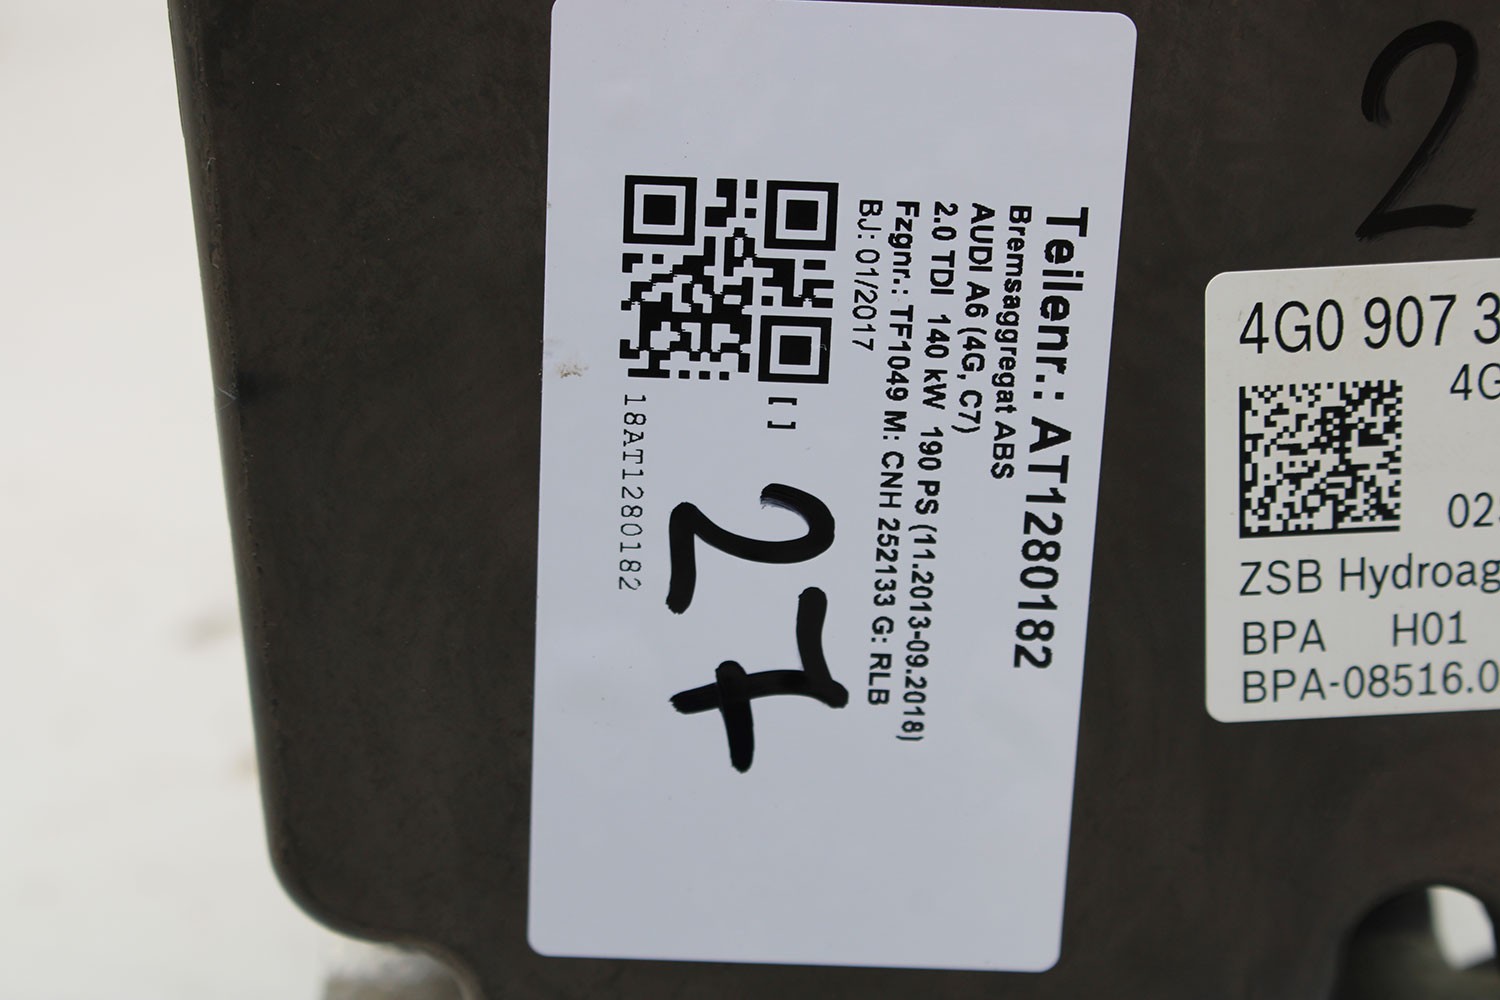 Teilenr.: AT1280182
Bremsaggregat ABS
AUDI A6 (4G, C7)
2.0 TDI 140 kW 190 PS (11.2013-09.2018)
Fzgnr.: TF1049 M: CNH 252133 G: RLB
BJ: 01/2017
[ ]
18AT1280182
27
2
4G0 907 3
4G
02.
ZSB Hydroag
BPA H01
BPA-08516.0